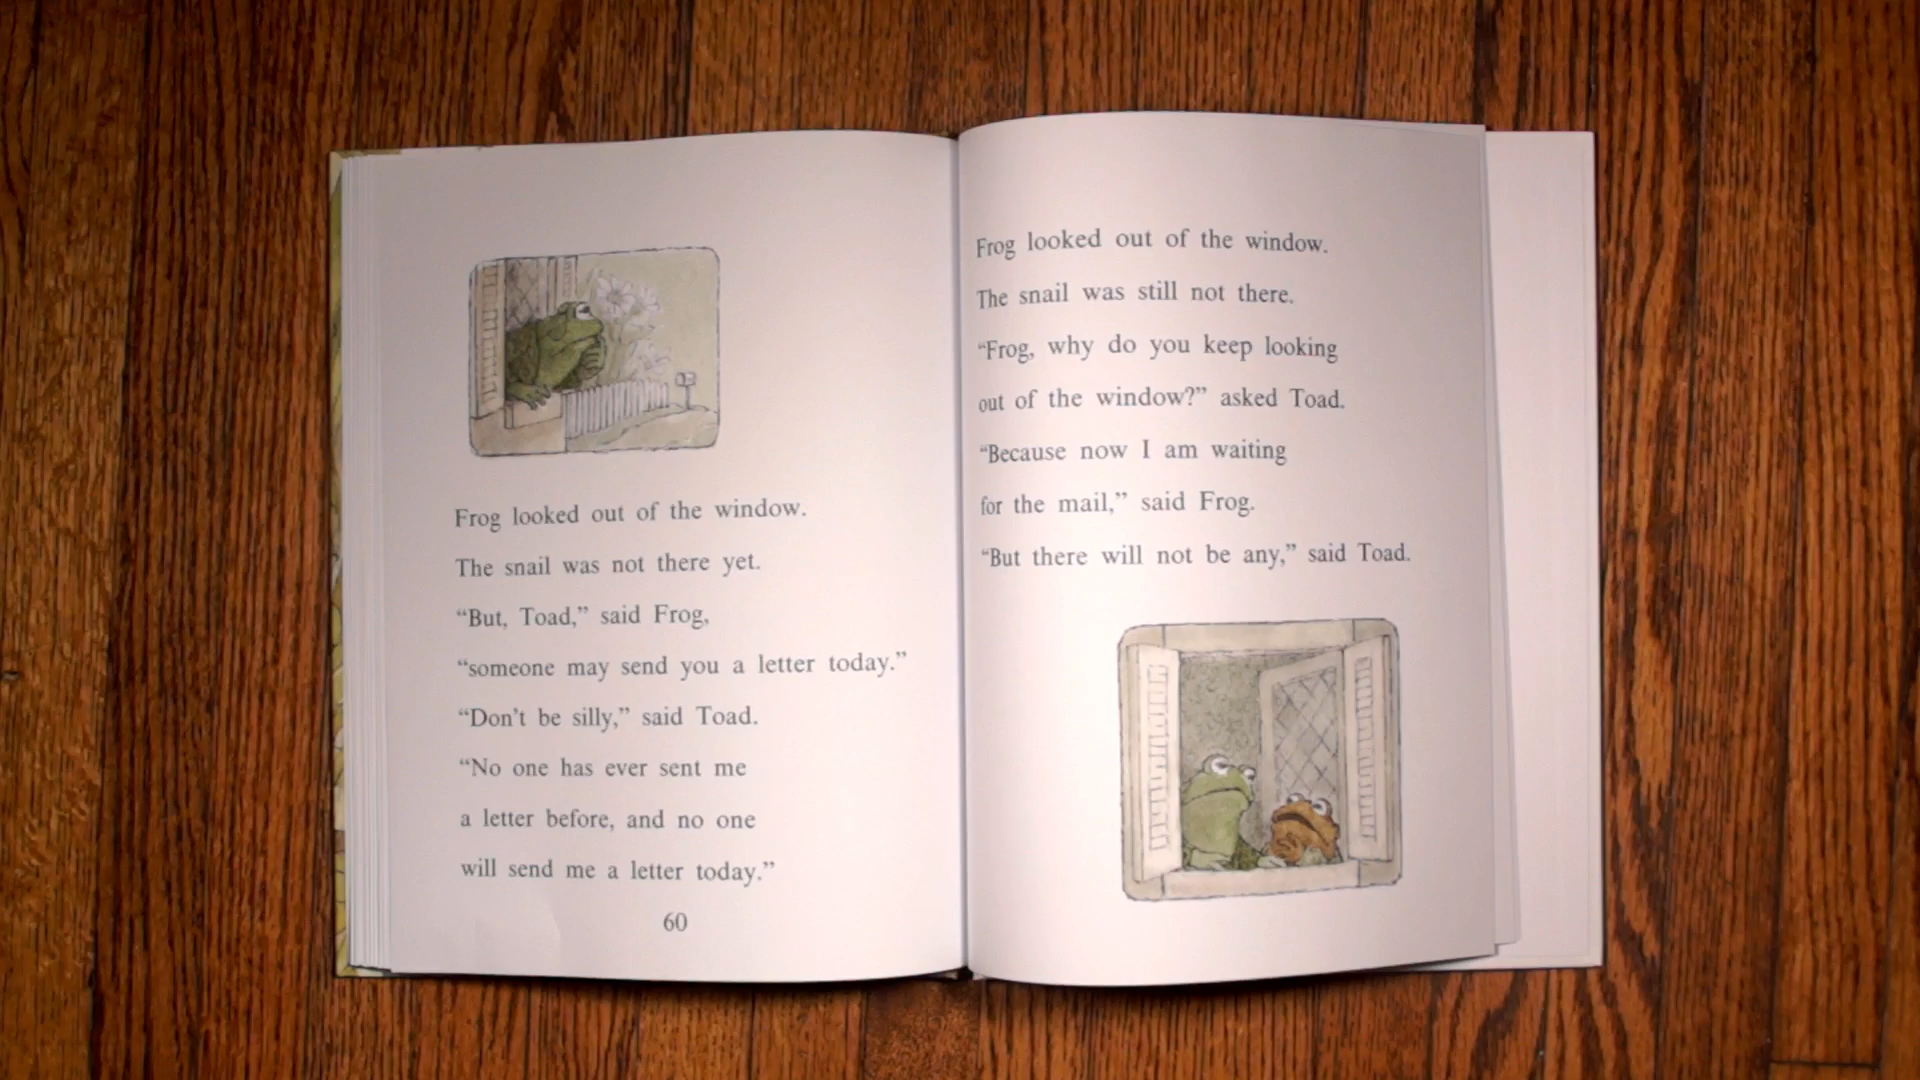 Frog looked out of the window.
The snail was not there yet.
“But, Toad,” said Frog,
“someone may send you a letter today.”
“Don’t be silly,” said Toad.
“No one has ever sent me
a letter before, and no one
will send me a letter today.”
60
Frog looked out of the window.
The snail was still not there.
“Frog, why do you keep looking
out of the window?” asked Toad.
“Because now I am waiting
for the mail,” said Frog.
“But there will not be any,” said Toad.